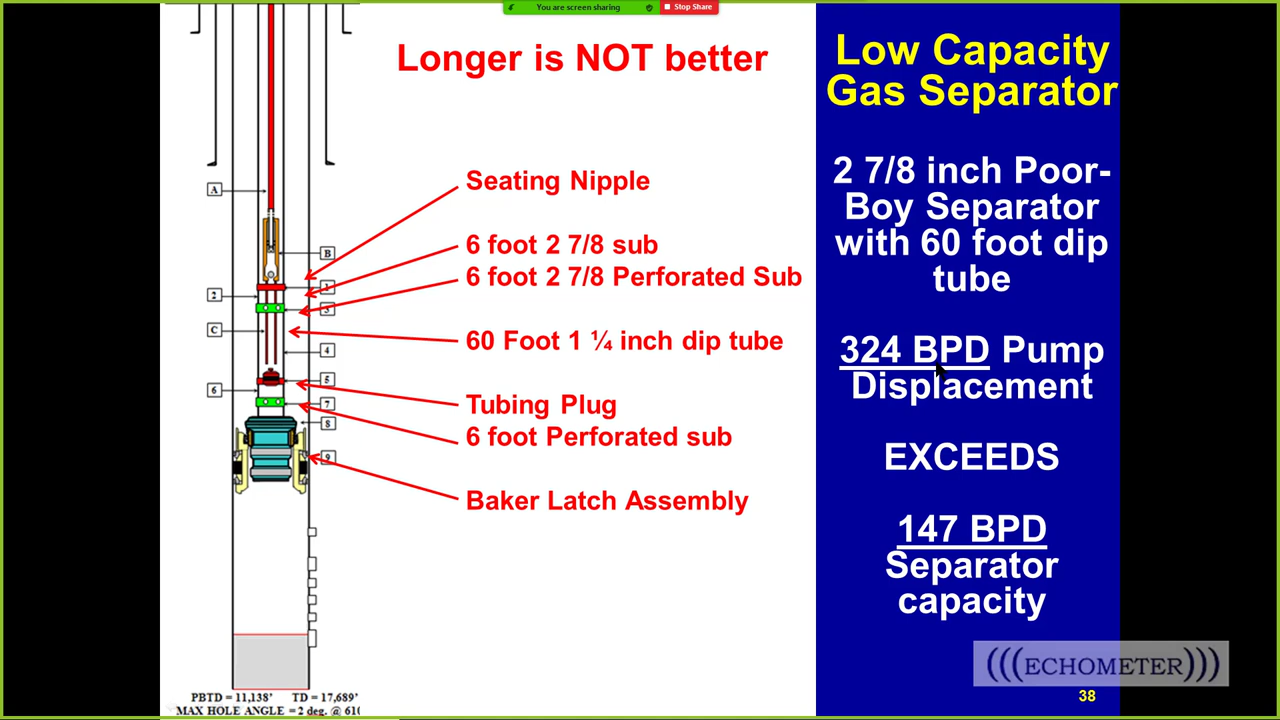 You are screen sharing
Stop Share
Longer is NOT better
Seating Nipple
6 foot 2 7/8 sub
6 foot 2 7/8 Perforated Sub
60 Foot 1 ¼ inch dip tube
Tubing Plug
6 foot Perforated sub
Baker Latch Assembly
A
B
1
2
3
C
4
5
6
7
8
9
PBTD = 11,138' TD = 17,689'
MAX HOLE ANGLE = 2 deg. @ 610
Low Capacity
Gas Separator
2 7/8 inch Poor-
Boy Separator
with 60 foot dip
tube
324 BPD Pump
Displacement
EXCEEDS
147 BPD
Separator
capacity
(((ECHOMETER)))
38